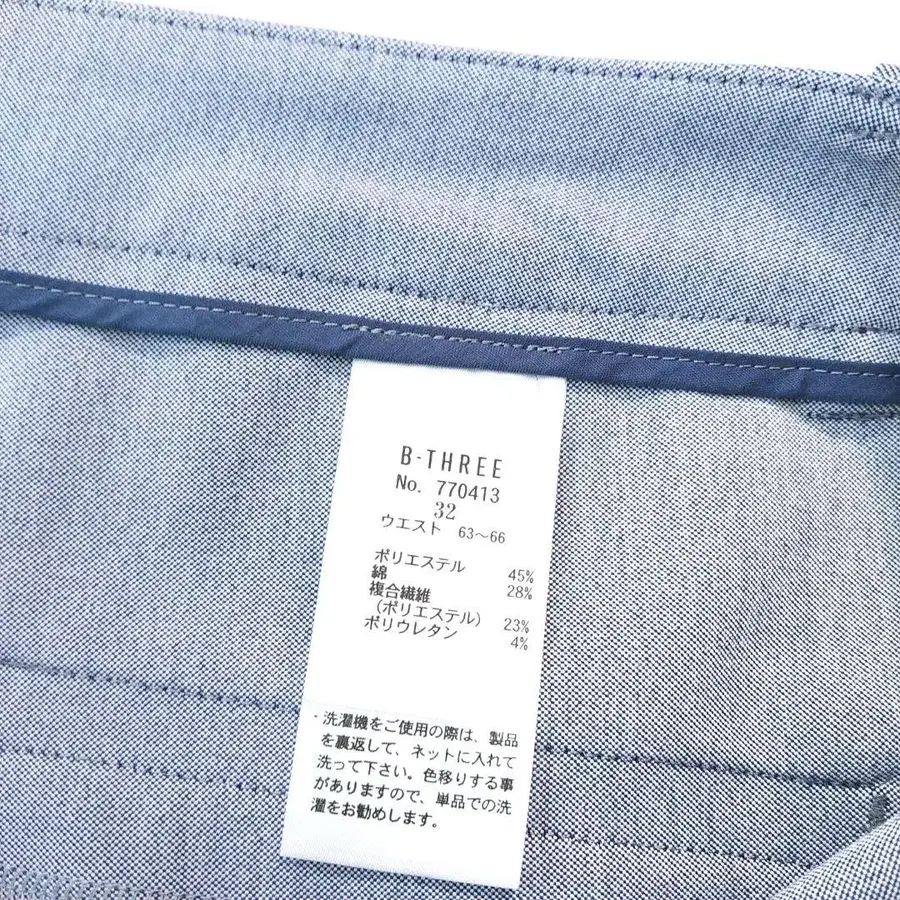 B-THREE
No. 770413
32
ウエスト 63～66
ポリエステル 45%
綿 28%
複合繊維
(ポリエステル) 23%
ポリウレタン 4%
・洗濯機をご使用の際は、製品
を裏返して、ネットに入れて
洗って下さい。色移りする事
がありますので、単品での洗
濯をお勧めします。